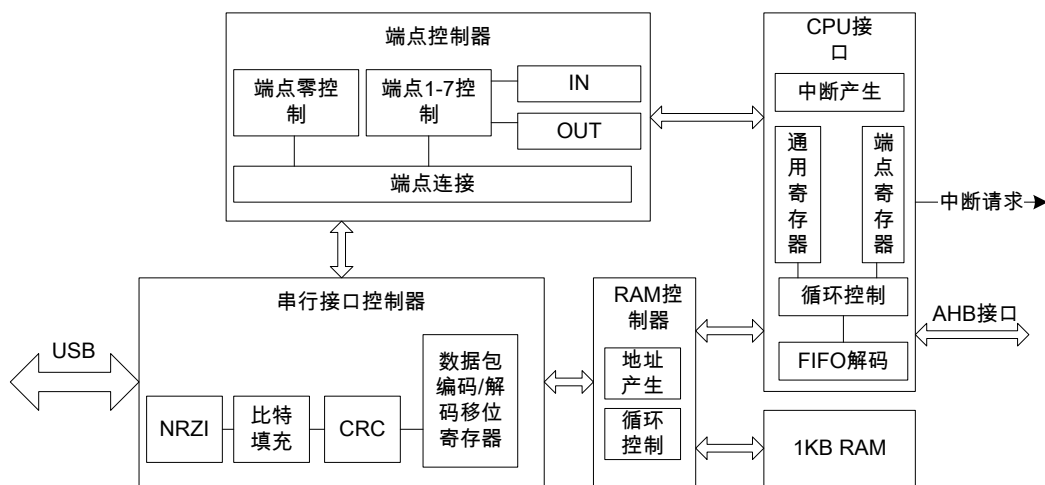 端点控制器
端点零控
制
端点1-7控
制
IN
OUT
端点连接
CPU接
口
中断产生
通
用
寄
存
器
端
点
寄
存
器
循环控制
FIFO解码
中断请求
AHB接口
串行接口控制器
USB
NRZI
比特
填充
CRC
数据包
编码/解
码移位
寄存器
RAM控
制器
地址
产生
循环
控制
1KB RAM